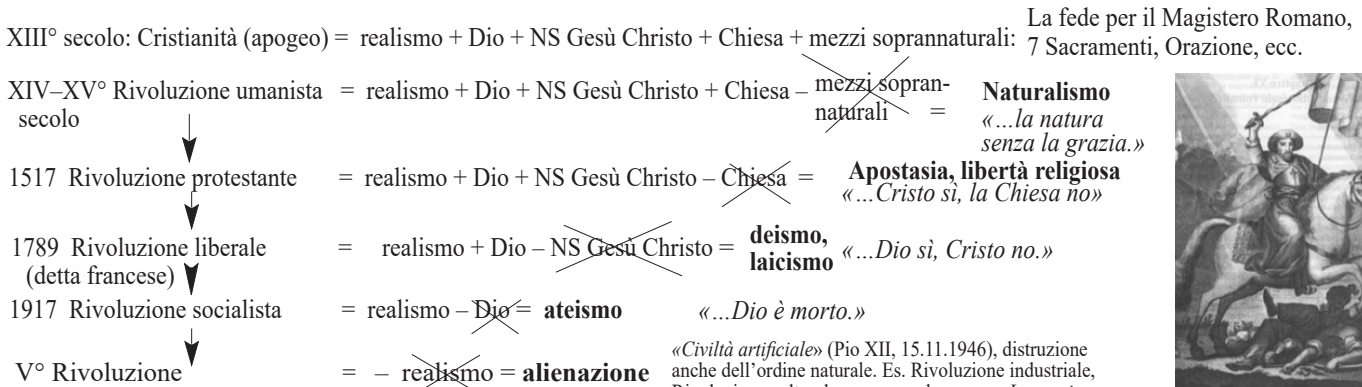 XIII° secolo: Cristianità (apogeo) = realismo + Dio + NS Gesù Christo + Chiesa + mezzi soprannaturali: La fede per il Magistero Romano,
7 Sacramenti, Orazione, ecc.
XIV–XV° Rivoluzione umanista = realismo + Dio + NS Gesù Christo + Chiesa – mezzi sopran-
secolo naturali = Naturalismo
«…la natura
senza la grazia.»
1517 Rivoluzione protestante = realismo + Dio + NS Gesù Christo – Chiesa = Apostasia, libertà religiosa
«…Cristo sì, la Chiesa no»
1789 Rivoluzione liberale = realismo + Dio – NS Gesù Christo = deismo,
(detta francese) laicismo «…Dio sì, Cristo no.»
1917 Rivoluzione socialista = realismo – Dio = ateismo «…Dio è morto.»
V° Rivoluzione = – realismo = alienazione
«Civiltà artificiale» (Pio XII, 15.11.1946), distruzione
anche dell'ordine naturale. Es. Rivoluzione industriale,